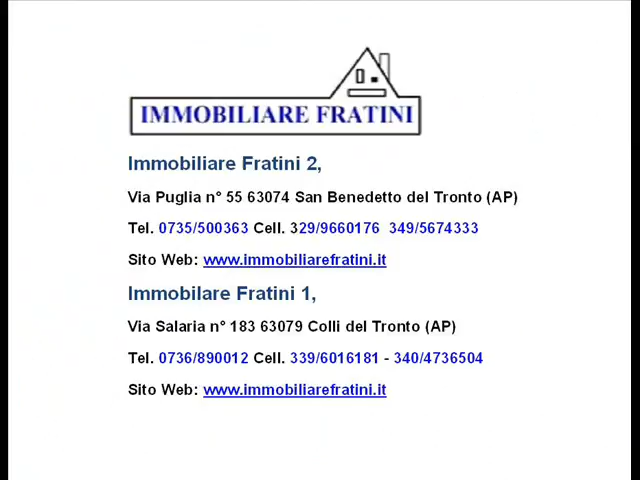 IMMOBILIARE FRATINI
Immobiliare Fratini 2,
Via Puglia n° 55 63074 San Benedetto del Tronto (AP)
Tel. 0735/500363 Cell. 329/9660176 349/5674333
Sito Web: www.immobiliarefratini.it
Immobilare Fratini 1,
Via Salaria n° 183 63079 Colli del Tronto (AP)
Tel. 0736/890012 Cell. 339/6016181 - 340/4736504
Sito Web: www.immobiliarefratini.it